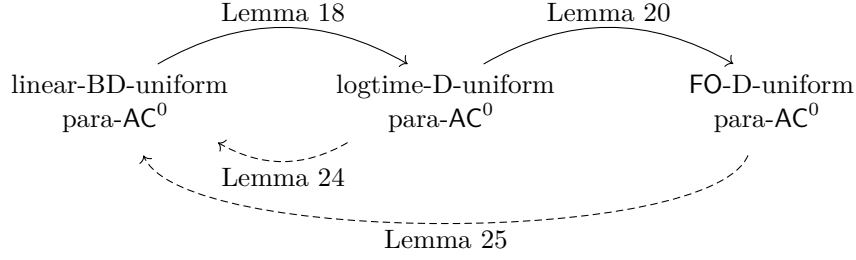 Lemma 18
Lemma 20
linear-BD-uniform
para-AC⁰
logtime-D-uniform
para-AC⁰
FO-D-uniform
para-AC⁰
Lemma 24
Lemma 25